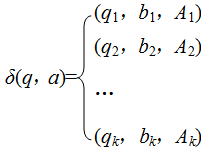 (q₁, b₁, A₁)
(q₂, b₂, A₂)
δ(q, a)=
…
(qₖ, bₖ, Aₖ)